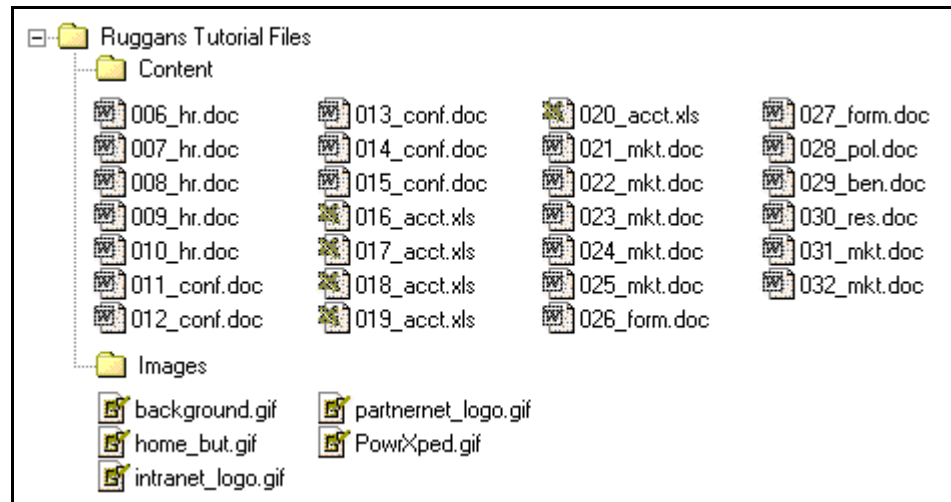 Ruggans Tutorial Files
Content
006_hr.doc 013_conf.doc 020_acct.xls 027_form.doc
007_hr.doc 014_conf.doc 021_mkt.doc 028_pol.doc
008_hr.doc 015_conf.doc 022_mkt.doc 029_ben.doc
009_hr.doc 016_acct.xls 023_mkt.doc 030_res.doc
010_hr.doc 017_acct.xls 024_mkt.doc 031_mkt.doc
011_conf.doc 018_acct.xls 025_mkt.doc 032_mkt.doc
012_conf.doc 019_acct.xls 026_form.doc
Images
background.gif partnernet_logo.gif
home_but.gif PowrXped.gif
intranet_logo.gif